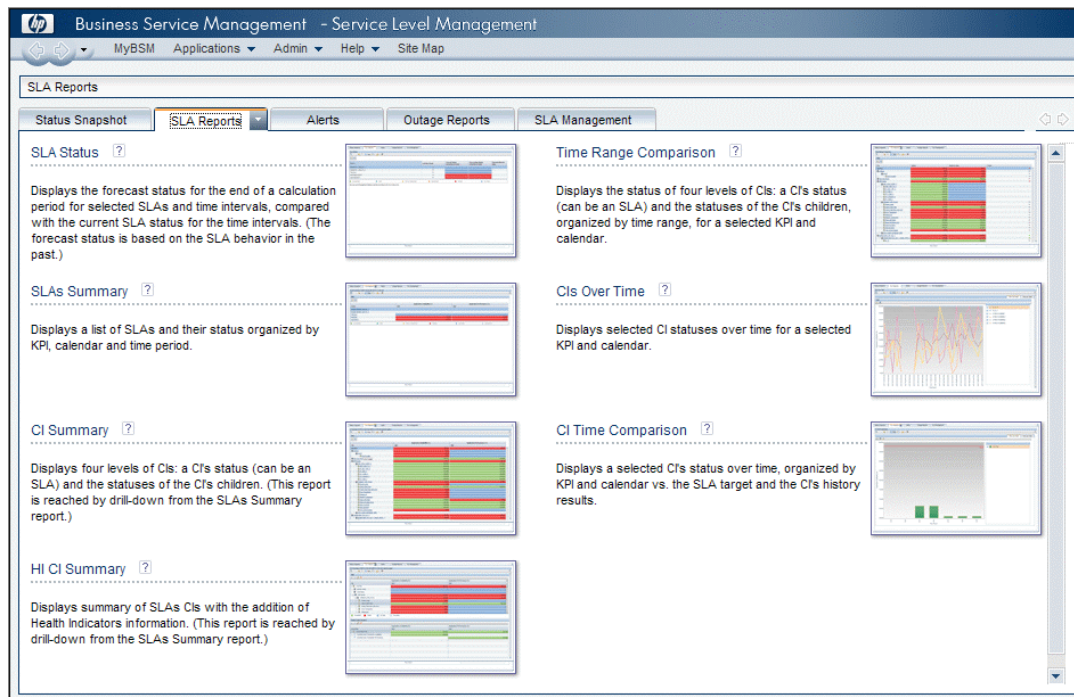 hp Business Service Management - Service Level Management
MyBSM Applications Admin Help Site Map
SLA Reports
Status Snapshot SLA Reports Alerts Outage Reports SLA Management
SLA Status ?
Displays the forecast status for the end of a calculation
period for selected SLAs and time intervals, compared
with the current SLA status for the time intervals. (The
forecast status is based on the SLA behavior in the
past.)
Time Range Comparison ?
Displays the status of four levels of CIs: a CI's status
(can be an SLA) and the statuses of the CI's children,
organized by time range, for a selected KPI and
calendar.
SLAs Summary ?
Displays a list of SLAs and their status organized by
KPI, calendar and time period.
CIs Over Time ?
Displays selected CI statuses over time for a selected
KPI and calendar.
CI Summary ?
Displays four levels of CIs: a CI's status (can be an
SLA) and the statuses of the CI's children. (This
report is reached by drill-down from the SLAs Summary
report.)
CI Time Comparison ?
Displays a selected CI's status over time, organized by
KPI and calendar vs. the SLA target and the CI's history
results.
HI CI Summary ?
Displays summary of SLAs CIs with the addition of
Health Indicators information. (This report is reached by
drill-down from the SLAs Summary report.)